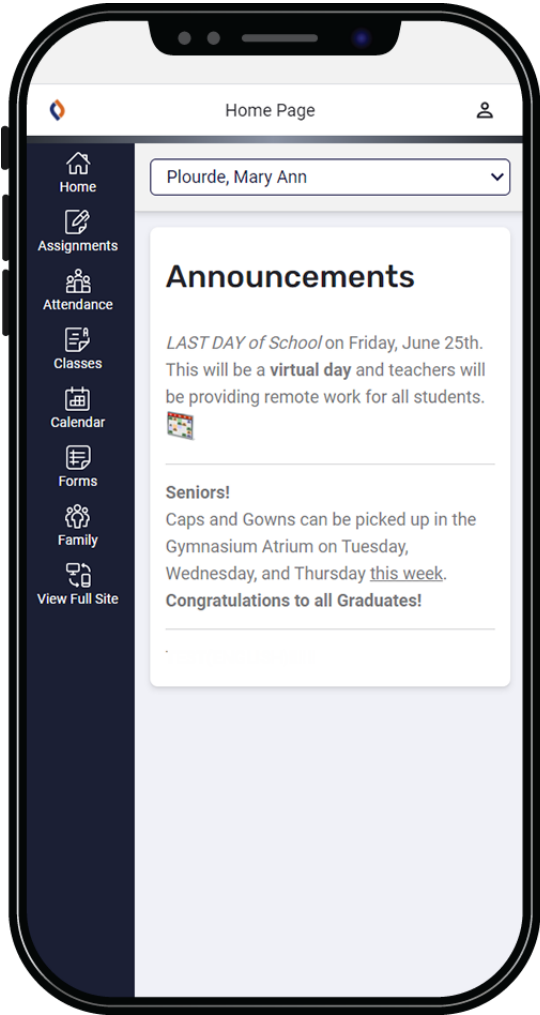 Home Page
Home
Assignments
Attendance
Classes
Calendar
Forms
Family
View Full Site
Plourde, Mary Ann
Announcements
LAST DAY of School on Friday, June 25th.
This will be a virtual day and teachers will
be providing remote work for all students.
Seniors!
Caps and Gowns can be picked up in the
Gymnasium Atrium on Tuesday,
Wednesday, and Thursday this week.
Congratulations to all Graduates!